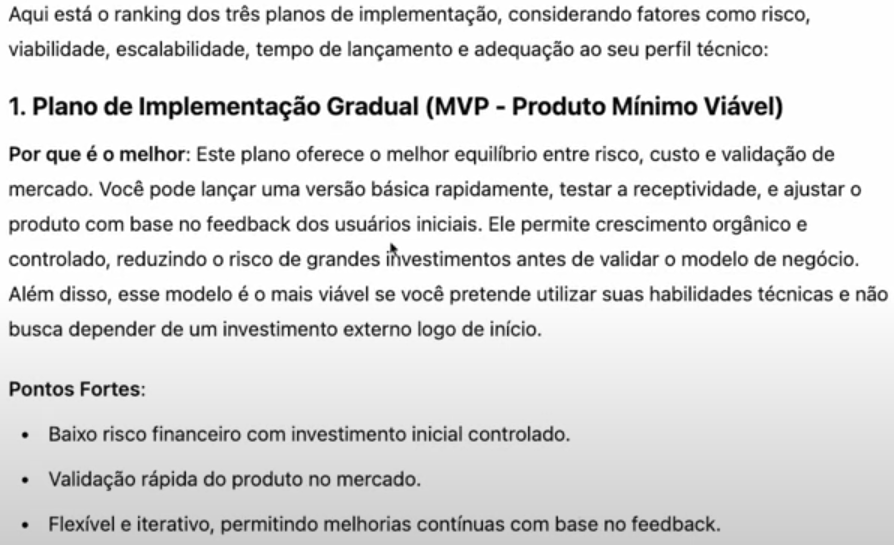 Aqui está o ranking dos três planos de implementação, considerando fatores como risco,
viabilidade, escalabilidade, tempo de lançamento e adequação ao seu perfil técnico:
1. Plano de Implementação Gradual (MVP - Produto Mínimo Viável)
Por que é o melhor: Este plano oferece o melhor equilíbrio entre risco, custo e validação de
mercado. Você pode lançar uma versão básica rapidamente, testar a receptividade, e ajustar o
produto com base no feedback dos usuários iniciais. Ele permite crescimento orgânico e
controlado, reduzindo o risco de grandes investimentos antes de validar o modelo de negócio.
Além disso, esse modelo é o mais viável se você pretende utilizar suas habilidades técnicas e não
busca depender de um investimento externo logo de início.
Pontos Fortes:
• Baixo risco financeiro com investimento inicial controlado.
• Validação rápida do produto no mercado.
• Flexível e iterativo, permitindo melhorias contínuas com base no feedback.